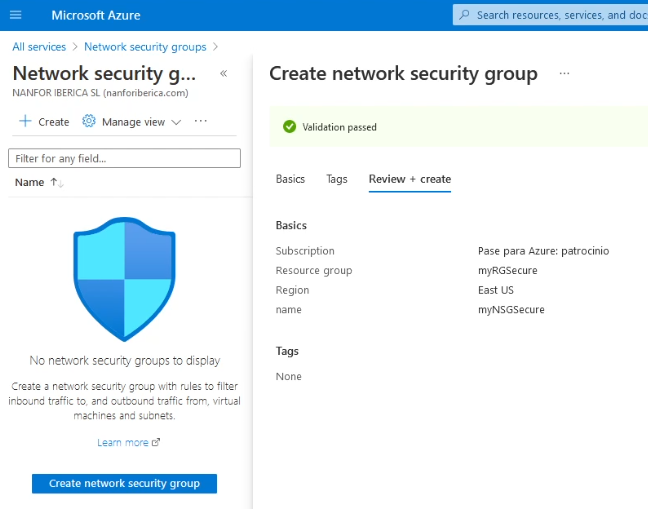 Microsoft Azure
Search resources, services, and doc
All services > Network security groups >
Network security g...
NANFOR IBERICA SL (nanforiberica.com)
Create
Manage view
Filter for any field...
Name
No network security groups to display
Create a network security group with rules to filter
inbound traffic to, and outbound traffic from, virtual
machines and subnets.
Learn more
Create network security group
Create network security group
Validation passed
Basics Tags Review + create
Basics
Subscription Pase para Azure: patrocinio
Resource group myRGSecure
Region East US
name myNSGSecure
Tags
None